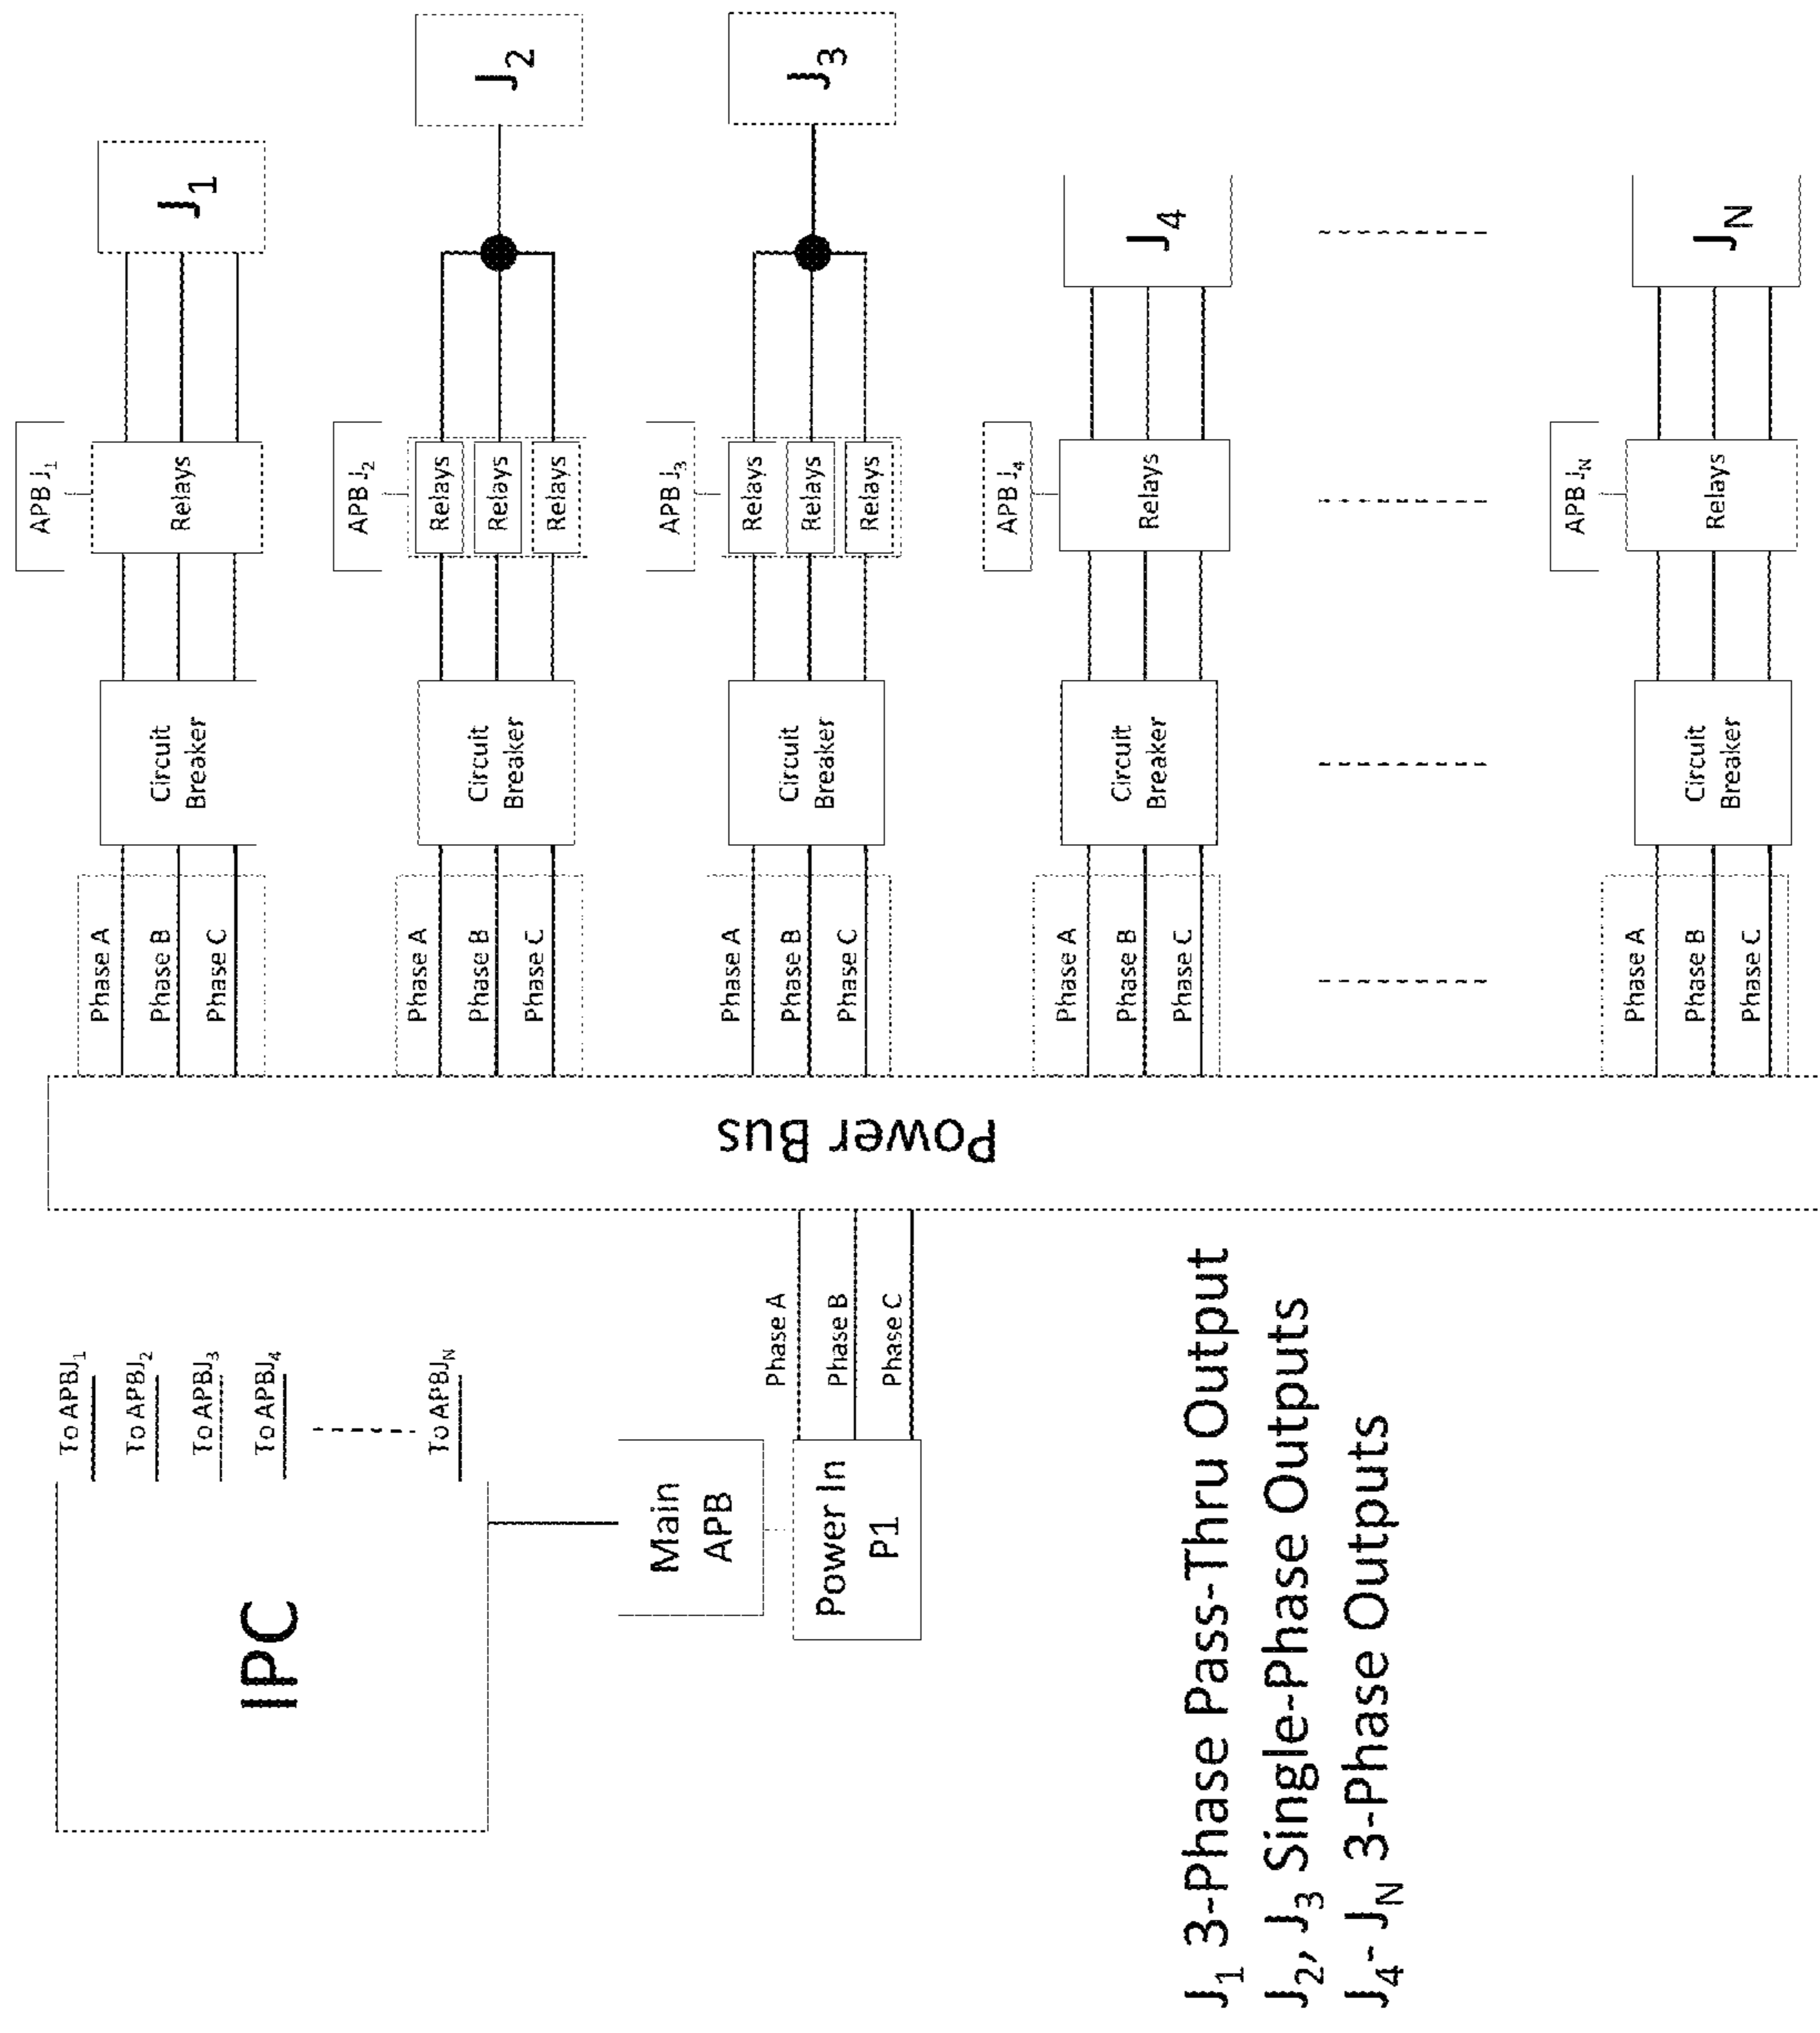 J1
J2
J3
J4
JN
APB J1
APB J2
APB J3
APB J4
APB JN
Relays
Relays
Relays
Relays
Relays
Relays
Relays
Relays
Relays
Circuit
Breaker
Circuit
Breaker
Circuit
Breaker
Circuit
Breaker
Circuit
Breaker
Phase A
Phase B
Phase C
Phase A
Phase B
Phase C
Phase A
Phase B
Phase C
Phase A
Phase B
Phase C
Phase A
Phase B
Phase C
Power Bus
To APBJ1
To APBJ2
To APBJ3
To APBJ4
To APBJN
IPC
Main
APB
Power In
P1
Phase A
Phase B
Phase C
J1 3-Phase Pass-Thru Output
J2, J3 Single-Phase Outputs
J4- JN 3-Phase Outputs